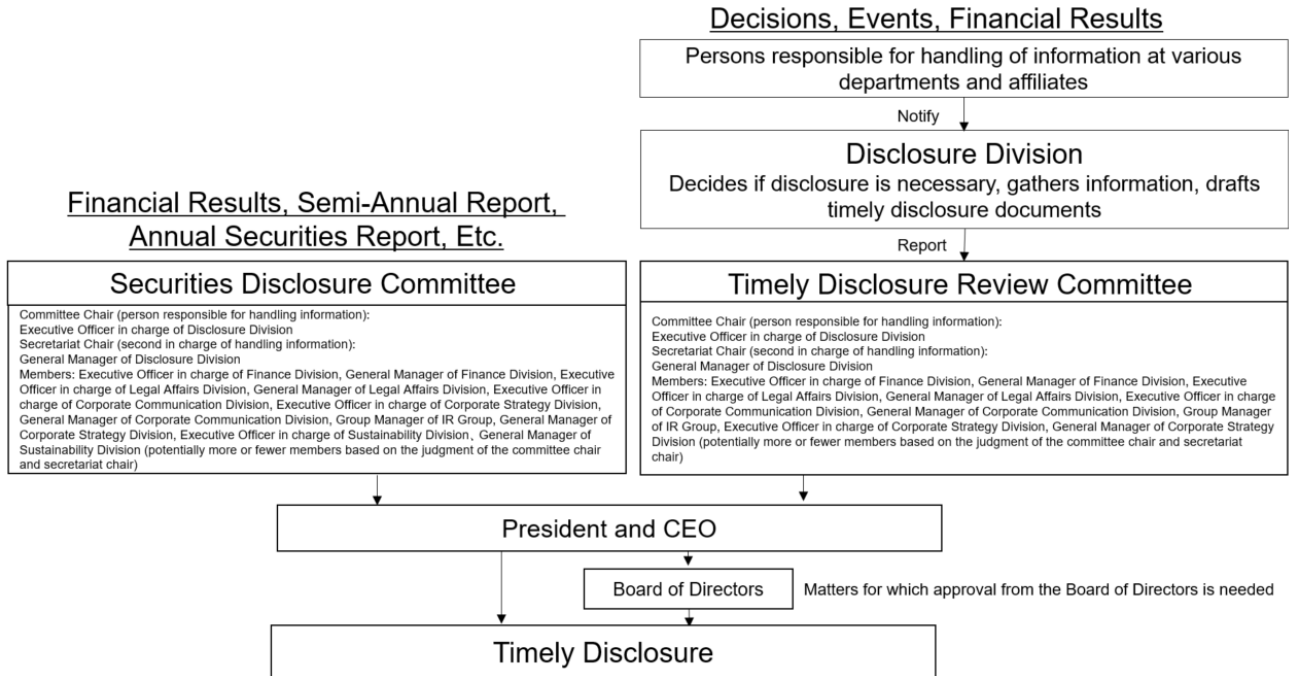 Decisions, Events, Financial Results
Persons responsible for handling of information at various
departments and affiliates
Notify
Disclosure Division
Decides if disclosure is necessary, gathers information, drafts
timely disclosure documents
Report
Financial Results, Semi-Annual Report,
Annual Securities Report, Etc.
Securities Disclosure Committee
Committee Chair (person responsible for handling information):
Executive Officer in charge of Disclosure Division
Secretariat Chair (second in charge of handling information):
General Manager of Disclosure Division
Members: Executive Officer in charge of Finance Division, General Manager of Finance Division, Executive
Officer in charge of Legal Affairs Division, General Manager of Legal Affairs Division, Executive Officer in
charge of Corporate Communication Division, Executive Officer in charge of Corporate Strategy Division,
General Manager of Corporate Communication Division, Group Manager of IR Group, General Manager of
Corporate Strategy Division, Executive Officer in charge of Sustainability Division、General Manager of
Sustainability Division (potentially more or fewer members based on the judgment of the committee chair
and secretariat chair)
Timely Disclosure Review Committee
Committee Chair (person responsible for handling information):
Executive Officer in charge of Disclosure Division
Secretariat Chair (second in charge of handling information):
General Manager of Disclosure Division
Members: Executive Officer in charge of Finance Division, General Manager of Finance Division, Executive
Officer in charge of Legal Affairs Division, General Manager of Legal Affairs Division, Executive Officer in charge
of Corporate Communication Division, General Manager of Corporate Communication Division, Group Manager
of IR Group, Executive Officer in charge of Corporate Strategy Division, General Manager of Corporate Strategy
Division (potentially more or fewer members based on the judgment of the committee chair and secretariat
chair)
President and CEO
Board of Directors
Matters for which approval from the Board of Directors is needed
Timely Disclosure